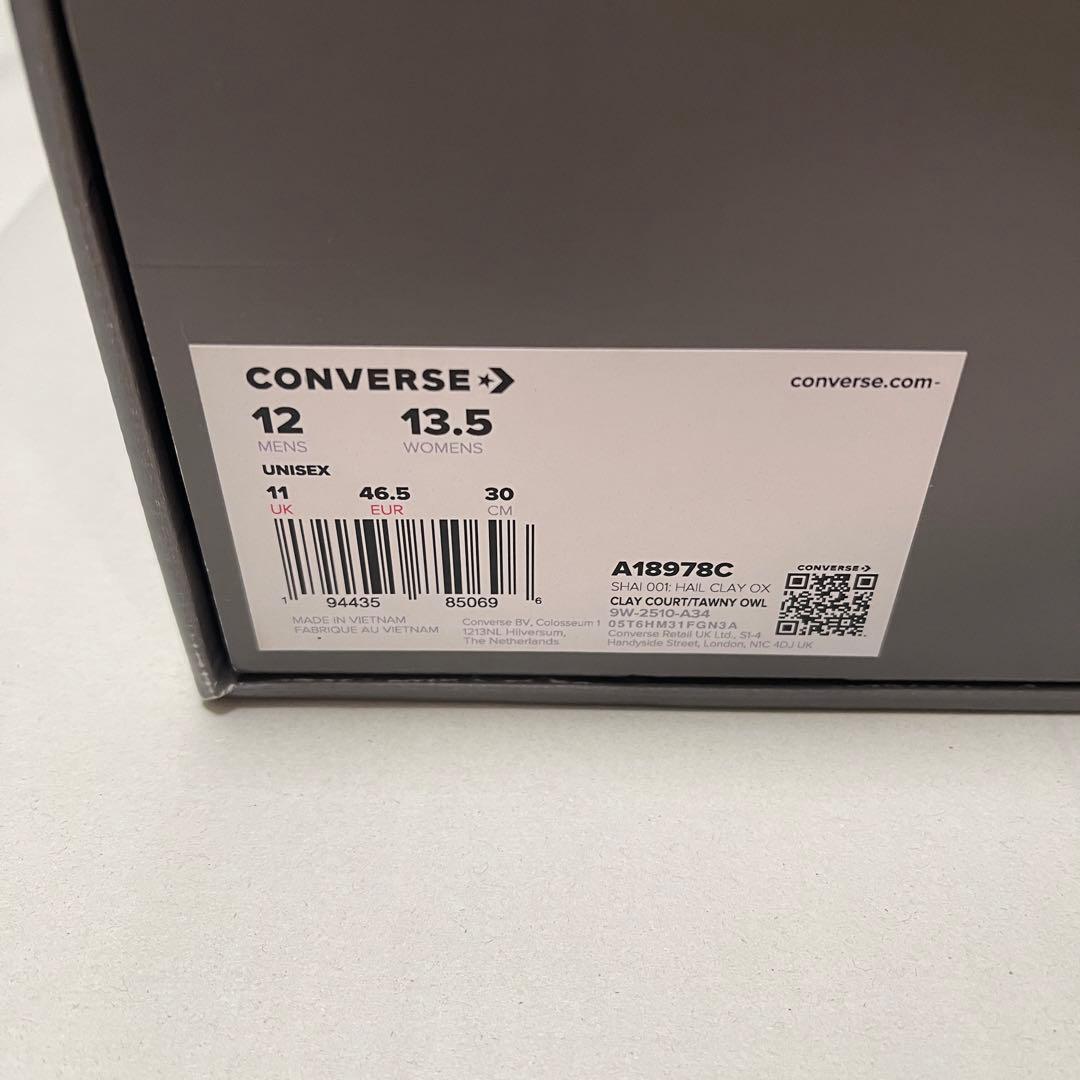 CONVERSE
converse.com-
12 13.5
MENS WOMENS
UNISEX
11 46.5 30
UK EUR CM
1 94435 85069 6
MADE IN VIETNAM
FABRIQUE AU VIETNAM
Converse BV, Colosseum 1
1213NL Hilversum,
The Netherlands
A18978C
SHAI 001: HAIL CLAY OX
CLAY COURT/TAWNY OWL
9W-2510-A34
05T6HM31FGN3A
Converse Retail UK Ltd., S1-4
Handyside Street, London, N1C 4DJ UK
CONVERSE